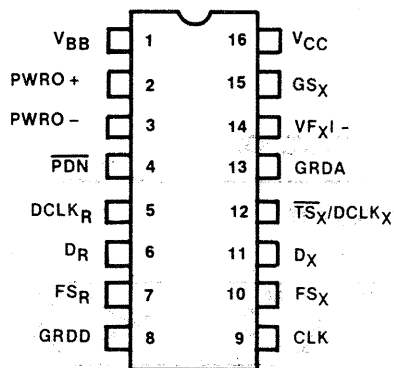 VBB 1 16 VCC
PWRO + 2 15 GSX
PWRO - 3 14 VFXI -
PDN 4 13 GRDA
DCLKR 5 12 TSX/DCLKX
DR 6 11 DX
FSR 7 10 FSX
GRDD 8 9 CLK